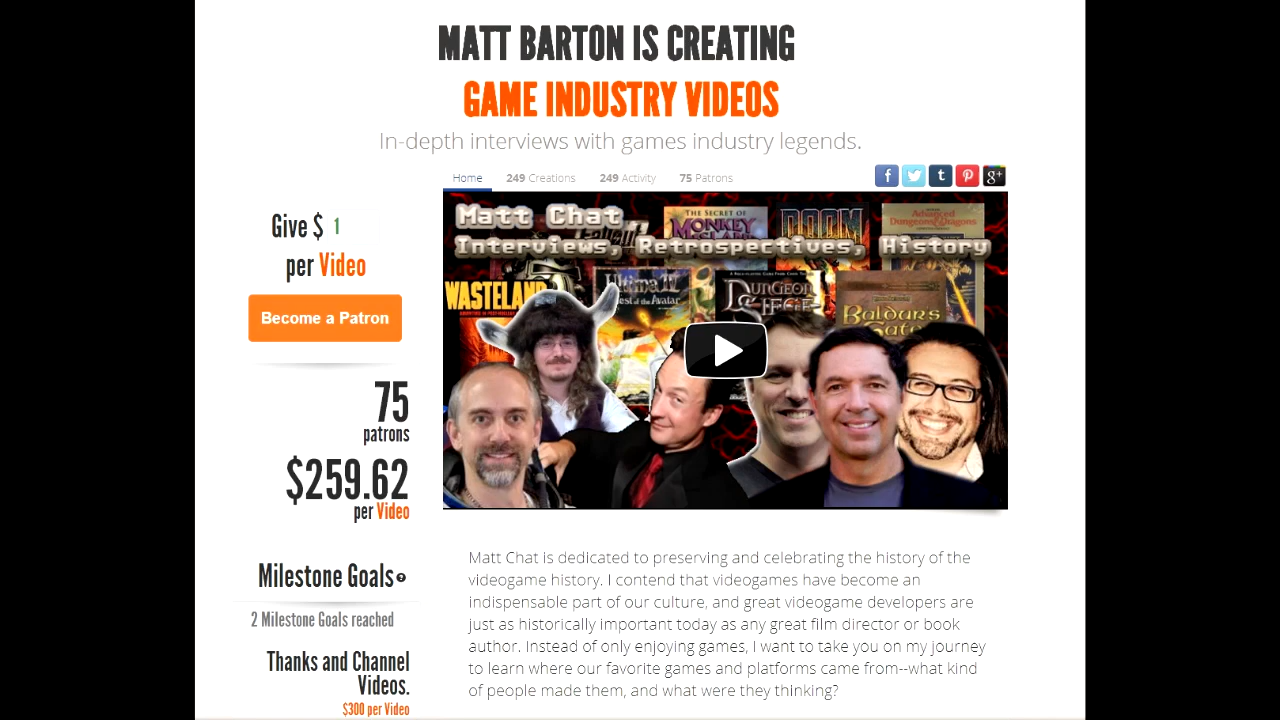 MATT BARTON IS CREATING
GAME INDUSTRY VIDEOS
In-depth interviews with games industry legends.
Home 249 Creations 249 Activity 75 Patrons
Give $ 1
per Video
Become a Patron
75
patrons
$259.62
per Video
Milestone Goals
2 Milestone Goals reached
Thanks and Channel
Videos.
$300 per Video
Matt Chat
Interviews, Retrospectives, History
THE SECRET OF
MONKEY
DOOM
Advanced
Dungeons & Dragons
WASTELAND
Ultima IV
Quest of the Avatar
DUNGEON
SIEGE
BALDUR'S
GATE
Matt Chat is dedicated to preserving and celebrating the history of the
videogame history. I contend that videogames have become an
indispensable part of our culture, and great videogame developers are
just as historically important today as any great film director or book
author. Instead of only enjoying games, I want to take you on my journey
to learn where our favorite games and platforms came from--what kind
of people made them, and what were they thinking?